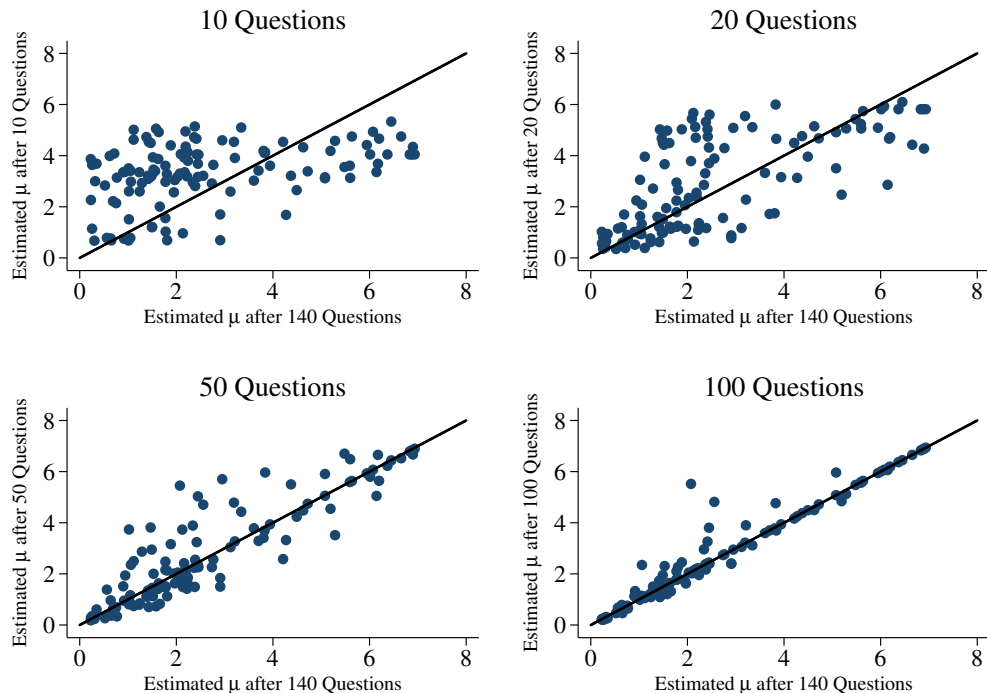 10 Questions
Estimated μ after 10 Questions
8
6
4
2
0
0 2 4 6 8
Estimated μ after 140 Questions
20 Questions
Estimated μ after 20 Questions
8
6
4
2
0
0 2 4 6 8
Estimated μ after 140 Questions
50 Questions
Estimated μ after 50 Questions
8
6
4
2
0
0 2 4 6 8
Estimated μ after 140 Questions
100 Questions
Estimated μ after 100 Questions
8
6
4
2
0
0 2 4 6 8
Estimated μ after 140 Questions